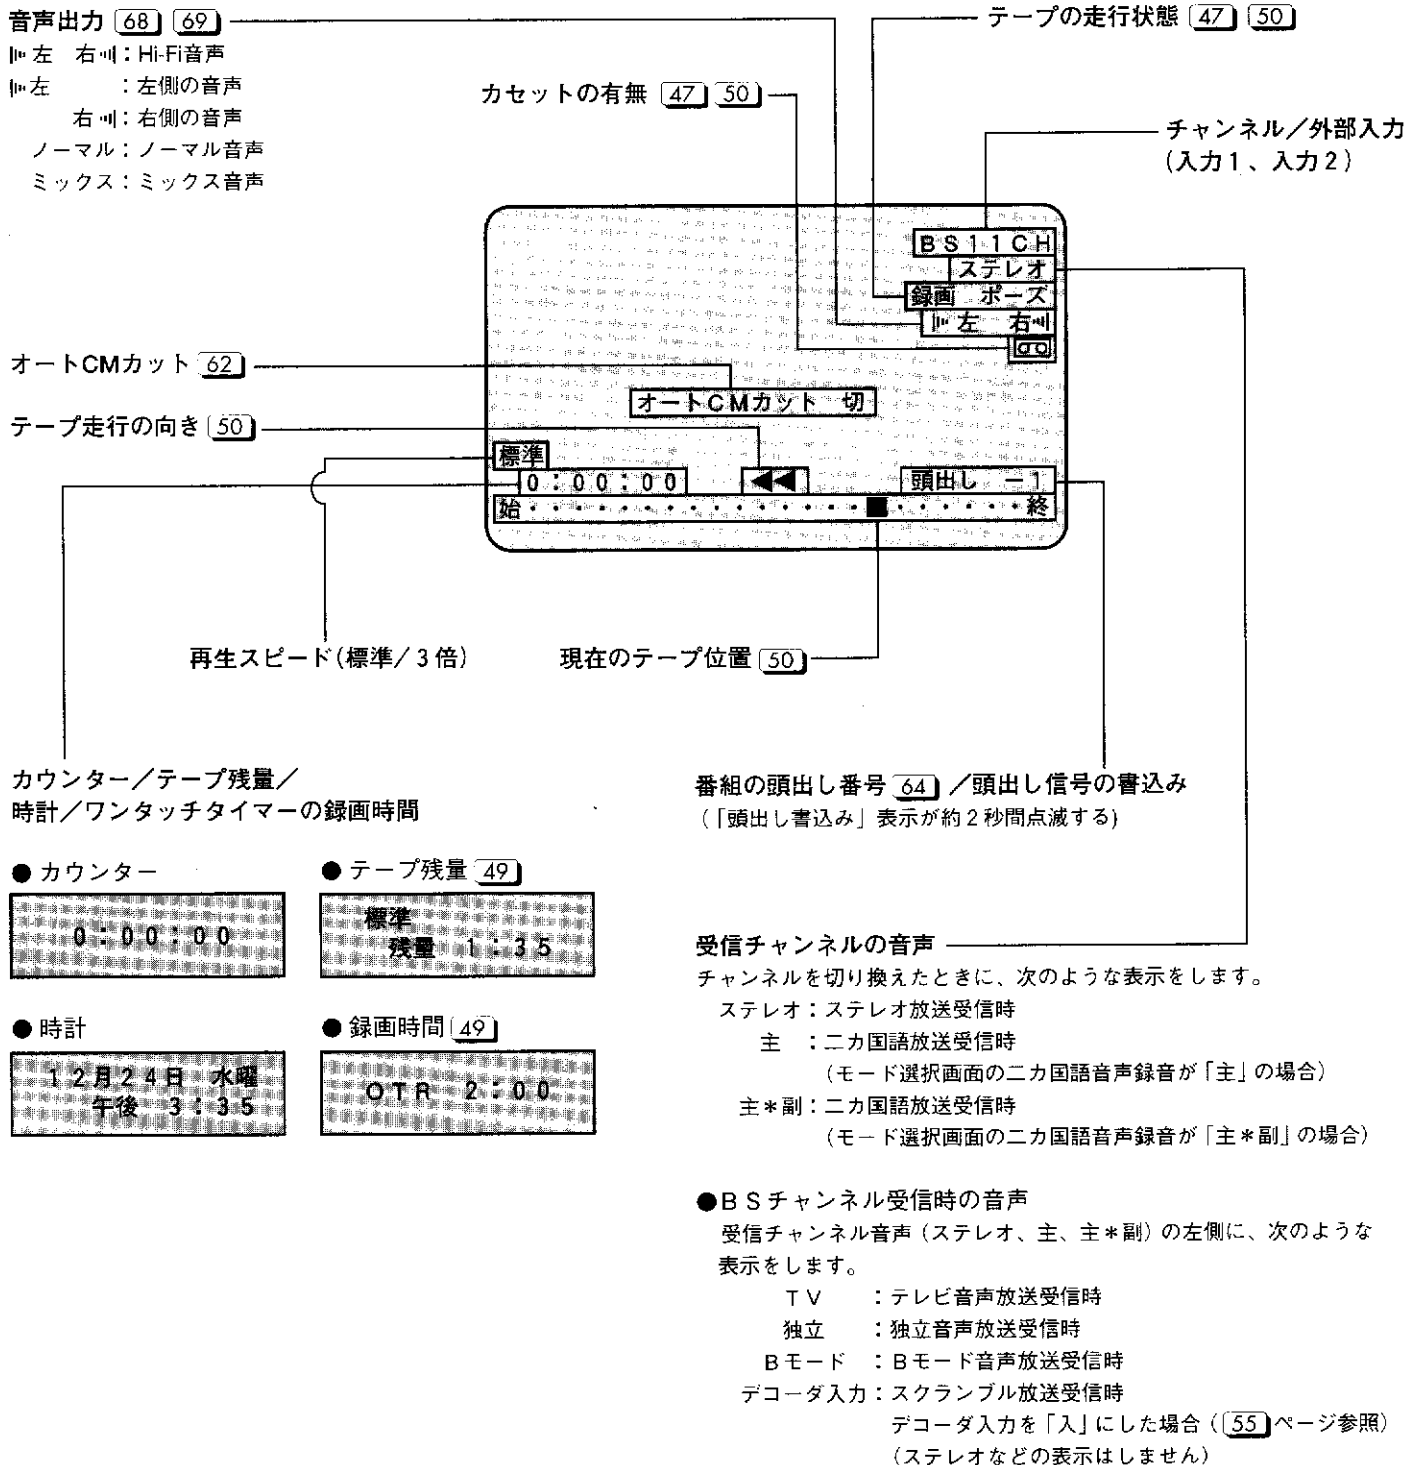 音声出力 68 69
左 右：Hi-Fi音声
左 ：左側の音声
右：右側の音声
ノーマル：ノーマル音声
ミックス：ミックス音声
テープの走行状態 47 50
カセットの有無 47 50
チャンネル／外部入力
（入力1、入力2）
BS11CH
ステレオ
録画 ポーズ
左 右
オートCMカット 62
オートCMカット 切
テープ走行の向き 50
標準
0：00：00 ◀◀ 頭出し －1
始・・・・・・・・・・・・・・・■・・・・・・・終
再生スピード（標準／3倍）
現在のテープ位置 50
カウンター／テープ残量／
時計／ワンタッチタイマーの録画時間
番組の頭出し番号 64 ／頭出し信号の書込み
（「頭出し書込み」表示が約2秒間点滅する）
● カウンター
0：00：00
● テープ残量 49
標準
残量 1：35
● 時計
12月24日 水曜
午後 3：35
● 録画時間 49
OTR 2：00
受信チャンネルの音声
チャンネルを切り換えたときに、次のような表示をします。
ステレオ：ステレオ放送受信時
主 ：二カ国語放送受信時
（モード選択画面の二カ国語音声録音が「主」の場合）
主＊副：二カ国語放送受信時
（モード選択画面の二カ国語音声録音が「主＊副」の場合）
●BSチャンネル受信時の音声
受信チャンネル音声（ステレオ、主、主＊副）の左側に、次のような
表示をします。
TV ：テレビ音声放送受信時
独立 ：独立音声放送受信時
Bモード ：Bモード音声放送受信時
デコーダ入力：スクランブル放送受信時
デコーダ入力を「入」にした場合（55ページ参照）
（ステレオなどの表示はしません）